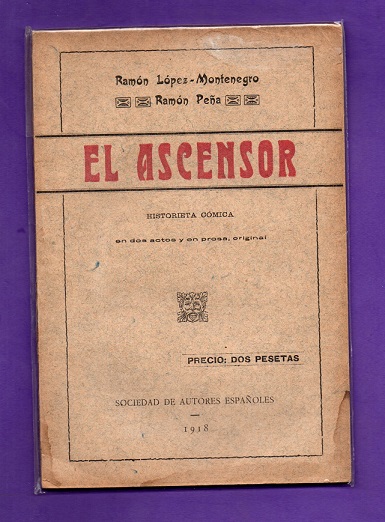 Ramón López-Montenegro
Ramón Peña
EL ASCENSOR
HISTORIETA CÓMICA
en dos actos y en prosa, original
PRECIO: DOS PESETAS
SOCIEDAD DE AUTORES ESPAÑOLES
1918